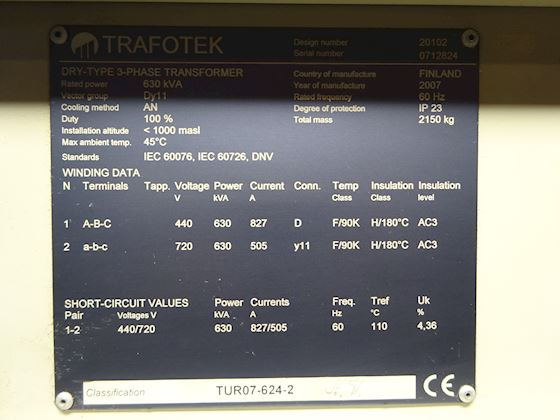 TRAFOTEK
Design number 20102
Serial number 0712824
DRY-TYPE 3-PHASE TRANSFORMER
Rated power 630 kVA
Vector group Dy11
Cooling method AN
Duty 100 %
Installation altitude < 1000 masl
Max ambient temp. 45°C
Standards IEC 60076, IEC 60726, DNV
Country of manufacture FINLAND
Year of manufacture 2007
Rated frequency 60 Hz
Degree of protection IP 23
Total mass 2150 kg
WINDING DATA
N Terminals Tapp. Voltage Power Current Conn. Temp Insulation Insulation
V kVA A Class Class level
1 A-B-C 440 630 827 D F/90K H/180°C AC3
2 a-b-c 720 630 505 y11 F/90K H/180°C AC3
SHORT-CIRCUIT VALUES Power Currents Freq. Tref Uk
Pair Voltages V kVA A Hz °C %
1-2 440/720 630 827/505 60 110 4,36
Classification TUR07-624-2 CE